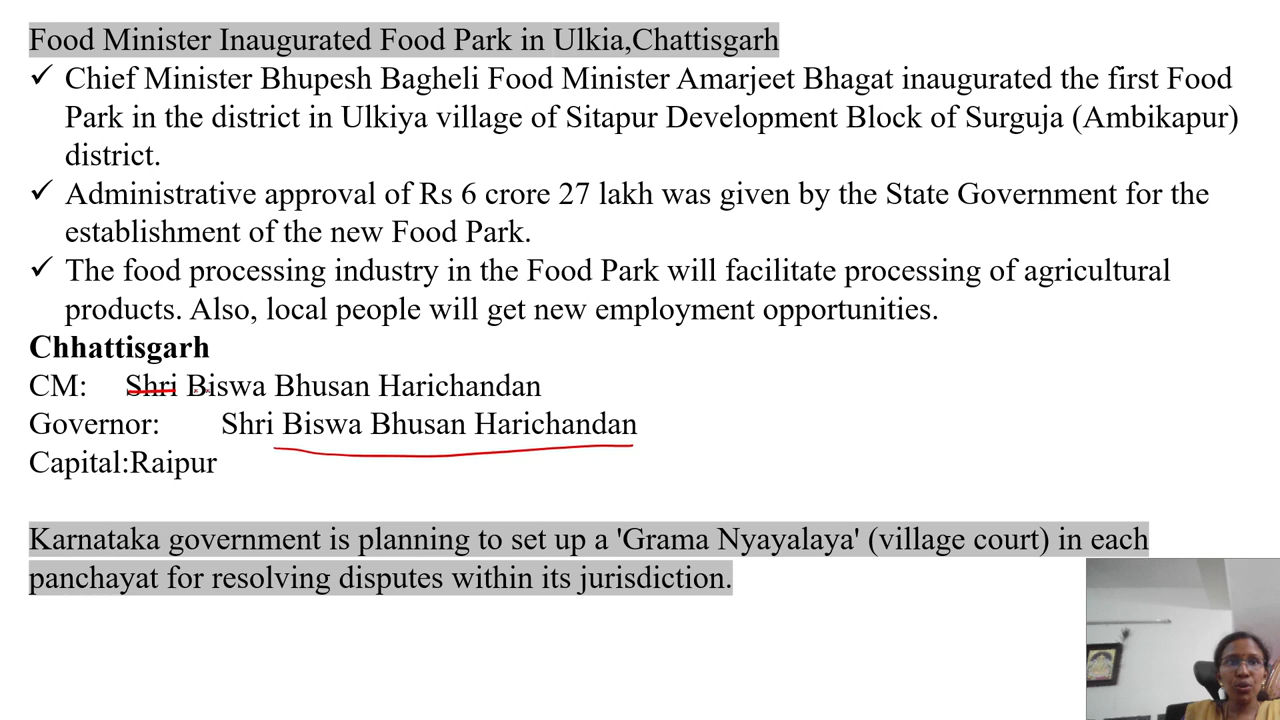 Food Minister Inaugurated Food Park in Ulkia,Chattisgarh
✓ Chief Minister Bhupesh Bagheli Food Minister Amarjeet Bhagat inaugurated the first Food
Park in the district in Ulkiya village of Sitapur Development Block of Surguja (Ambikapur)
district.
✓ Administrative approval of Rs 6 crore 27 lakh was given by the State Government for the
establishment of the new Food Park.
✓ The food processing industry in the Food Park will facilitate processing of agricultural
products. Also, local people will get new employment opportunities.
Chhattisgarh
CM: Shri Biswa Bhusan Harichandan
Governor: Shri Biswa Bhusan Harichandan
Capital:Raipur
Karnataka government is planning to set up a 'Grama Nyayalaya' (village court) in each
panchayat for resolving disputes within its jurisdiction.